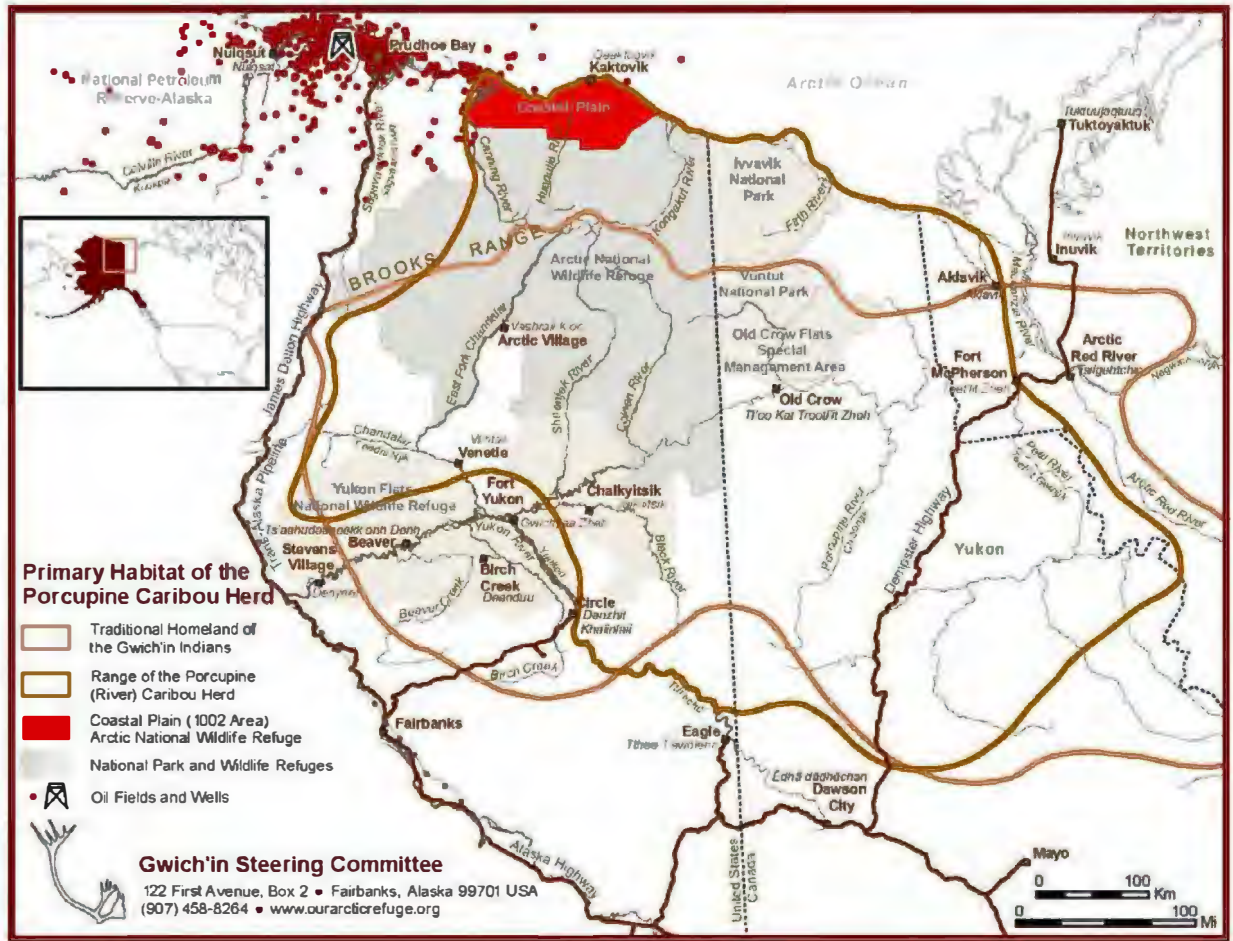 Nuiqsut
Prudhoe Bay
Kaktovik
Arctic Ocean
National Petroleum
Reserve-Alaska
Coastal Plain
Tuktoyaktuk
Colville River
Canning River
Kongakut River
Ivvavik
National
Park
Firth River
Inuvik
Northwest
Territories
BROOKS RANGE
Arctic National
Wildlife Refuge
Vuntut
National Park
Aklavik
Mackenzie River
James Dalton Highway
Arctic Village
East Fork Chandalar
Sheenjek River
Coleen River
Old Crow Flats
Special
Management Area
Fort
McPherson
Arctic
Red River
Old Crow
Chandalar
Venetie
Trans-Alaska Pipeline
Yukon Flats
National Wildlife Refuge
Fort
Yukon
Chalkyitsik
Black River
Porcupine River
Dempster Highway
Peel River
Arctic Red River
Yukon
Beaver
Stevens
Village
Birch
Creek
Deenduu
Beaver Creek
Yukon River
Circle
Danzhit
Khanlaii
Birch Creek
Fairbanks
Eagle
Dawson
City
Mayo
Alaska Highway
United States
Canada
Primary Habitat of the
Porcupine Caribou Herd
Traditional Homeland of
the Gwich'in Indians
Range of the Porcupine
(River) Caribou Herd
Coastal Plain (1002 Area)
Arctic National Wildlife Refuge
National Park and Wildlife Refuges
Oil Fields and Wells
Gwich'in Steering Committee
122 First Avenue, Box 2 • Fairbanks, Alaska 99701 USA
(907) 458-8264 • www.ourarcticrefuge.org
0 100 Km
0 100 Mi